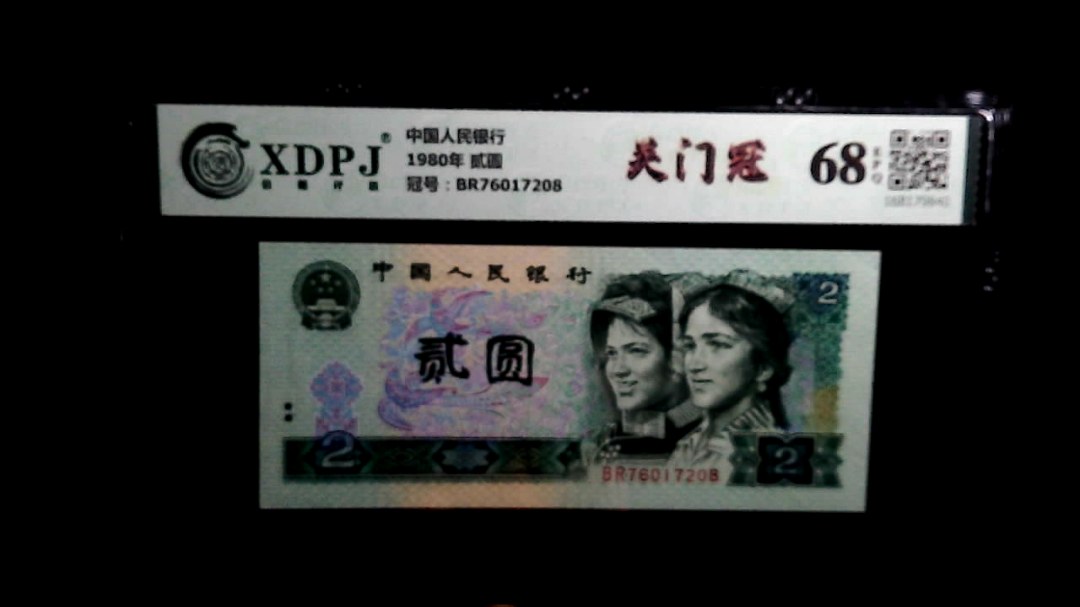 XDPJ®
中国人民银行
1980年 贰圆
冠号：BR76017208
关门冠
68
中国人民银行
2
贰圆
2
BR76017208
2